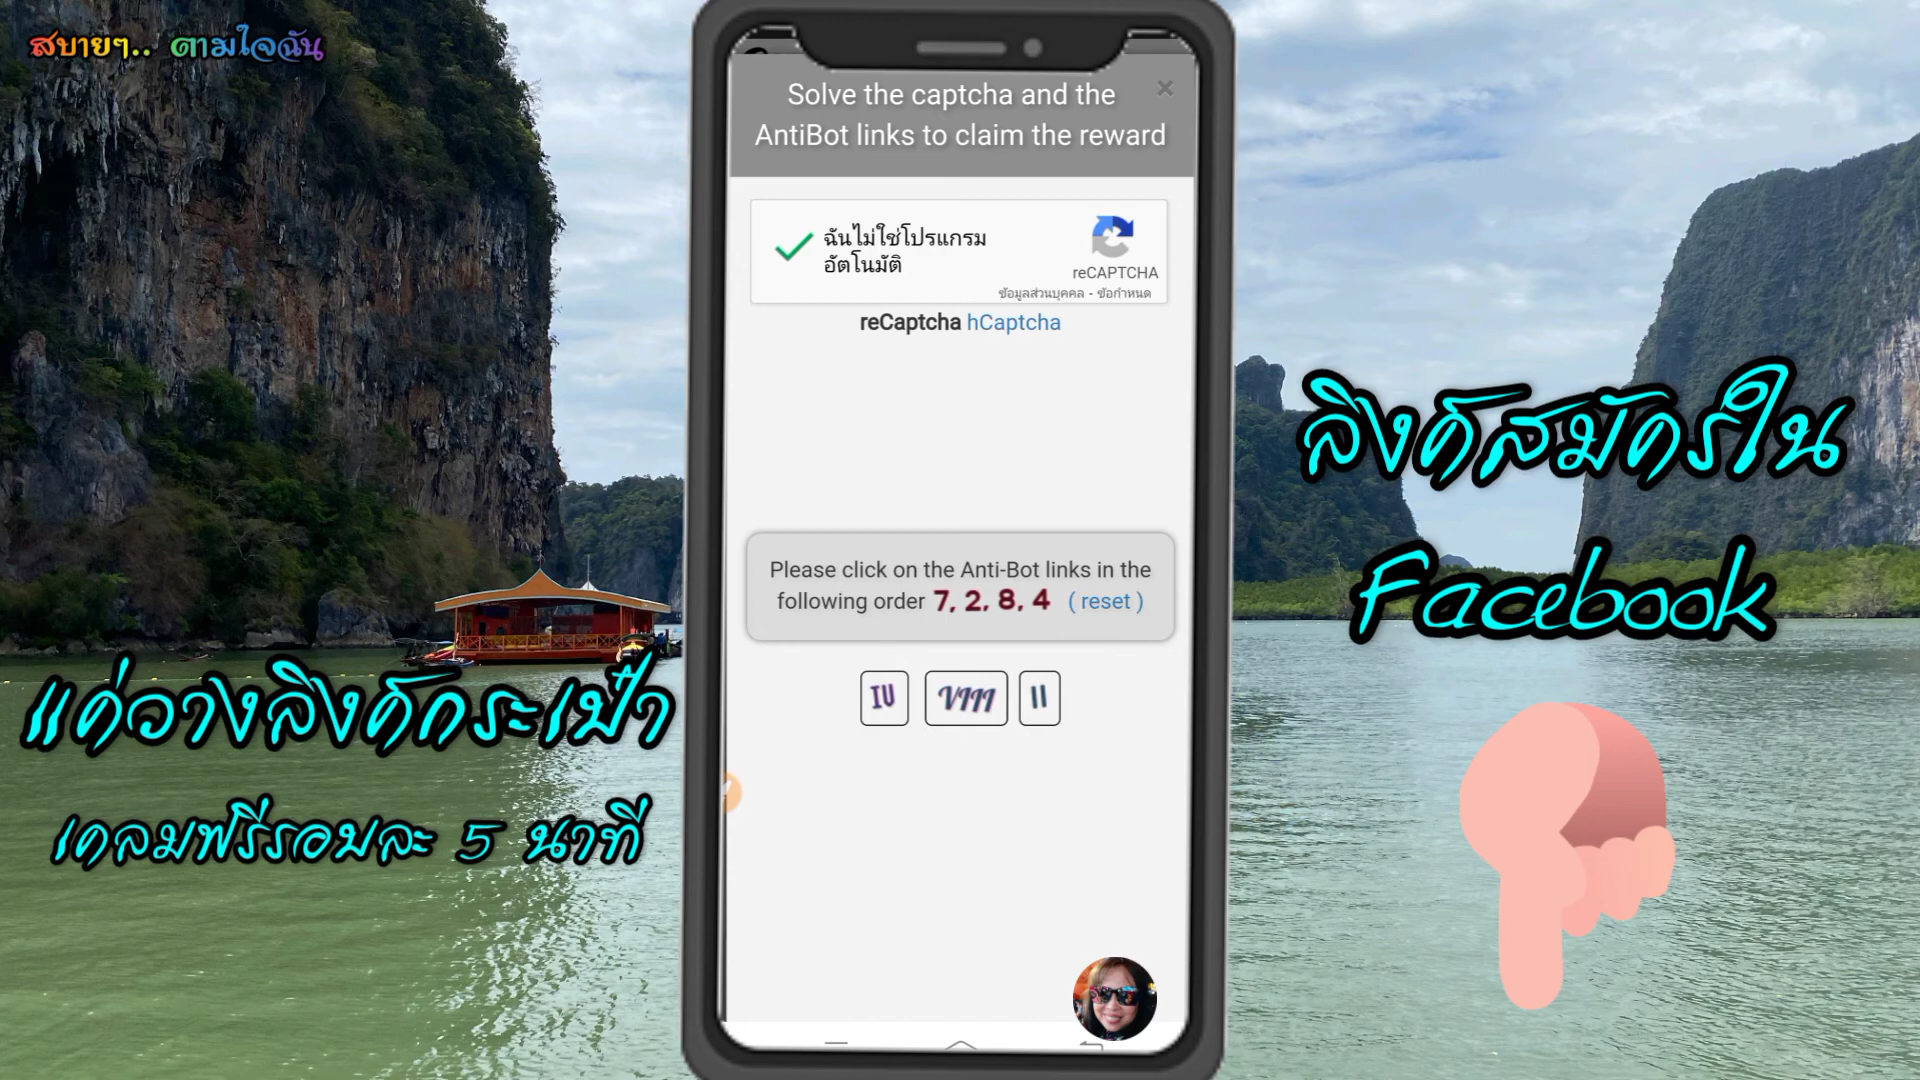 สบายๆ.. ตามใจฉัน
Solve the captcha and the
AntiBot links to claim the reward
×
ฉันไม่ใช่โปรแกรม
อัตโนมัติ
reCAPTCHA
ข้อมูลส่วนบุคคล - ข้อกำหนด
reCaptcha hCaptcha
Please click on the Anti-Bot links in the
following order 7, 2, 8, 4 ( reset )
IV VIII II
ลิงค์สมัครใน
Facebook
แค่วางลิงค์กระเป๋า
เคลมฟรีรอบละ 5 นาที